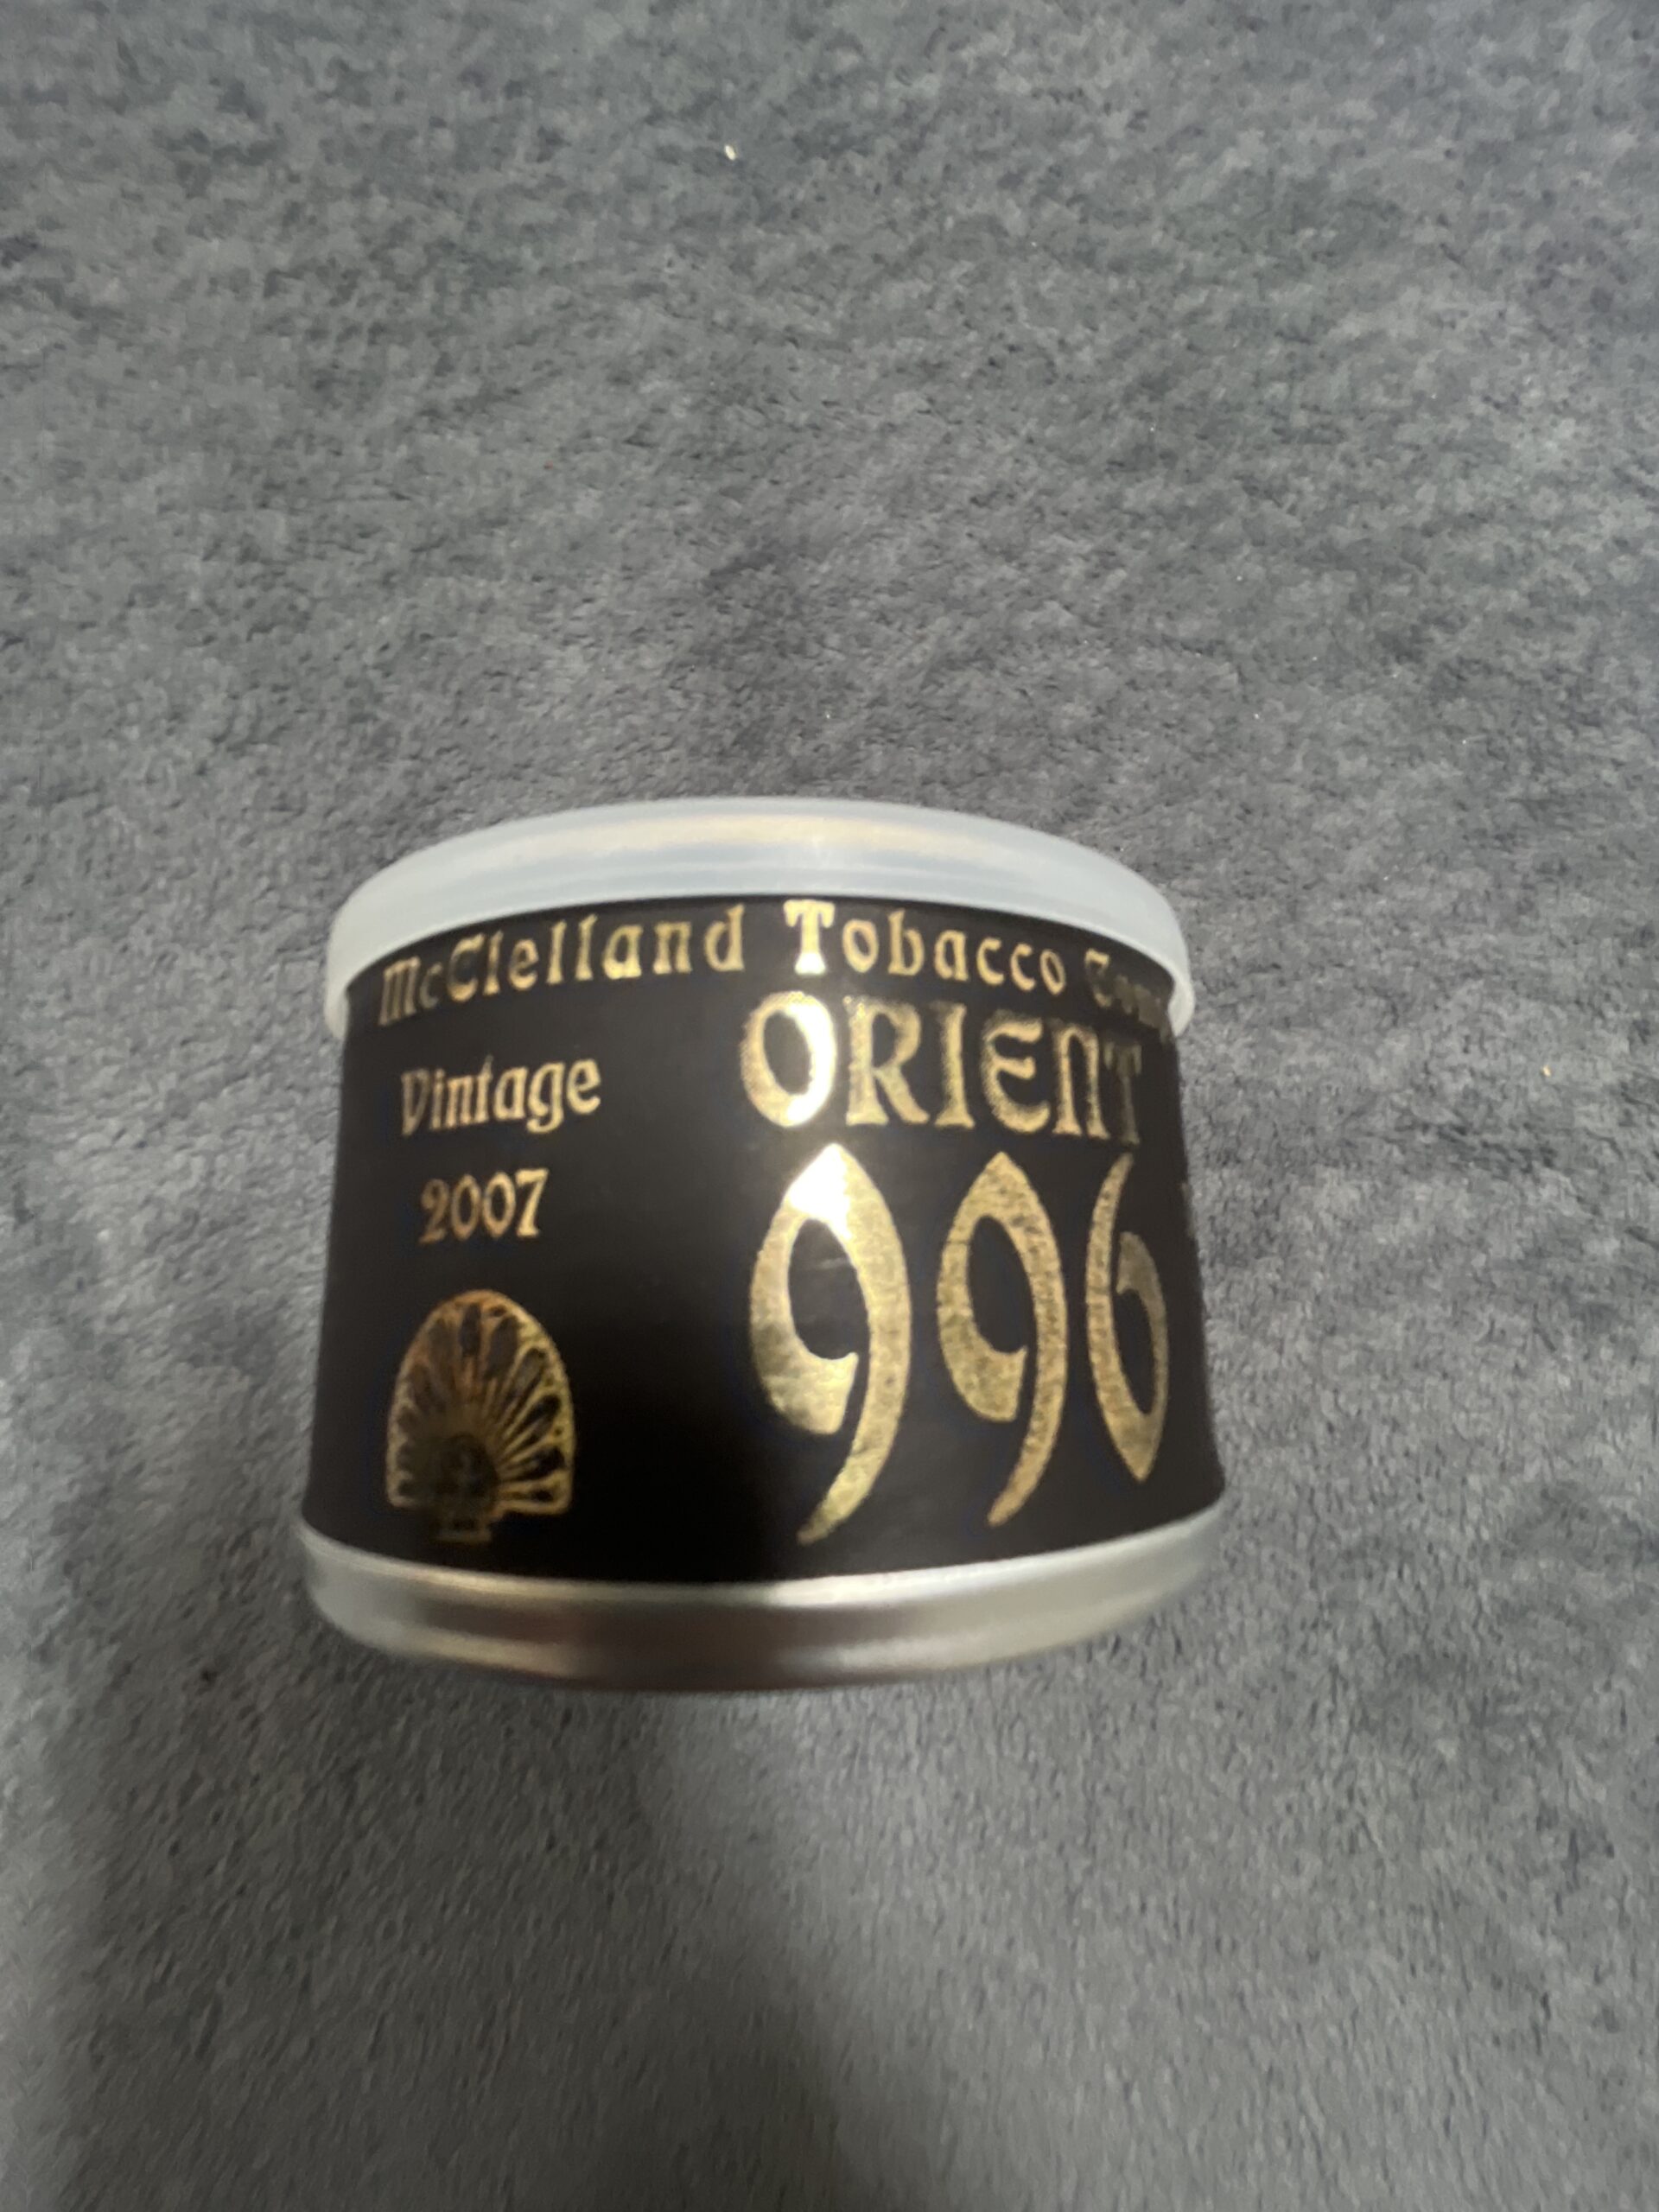 McClelland Tobacco
Vintage
2007
ORIENT
996